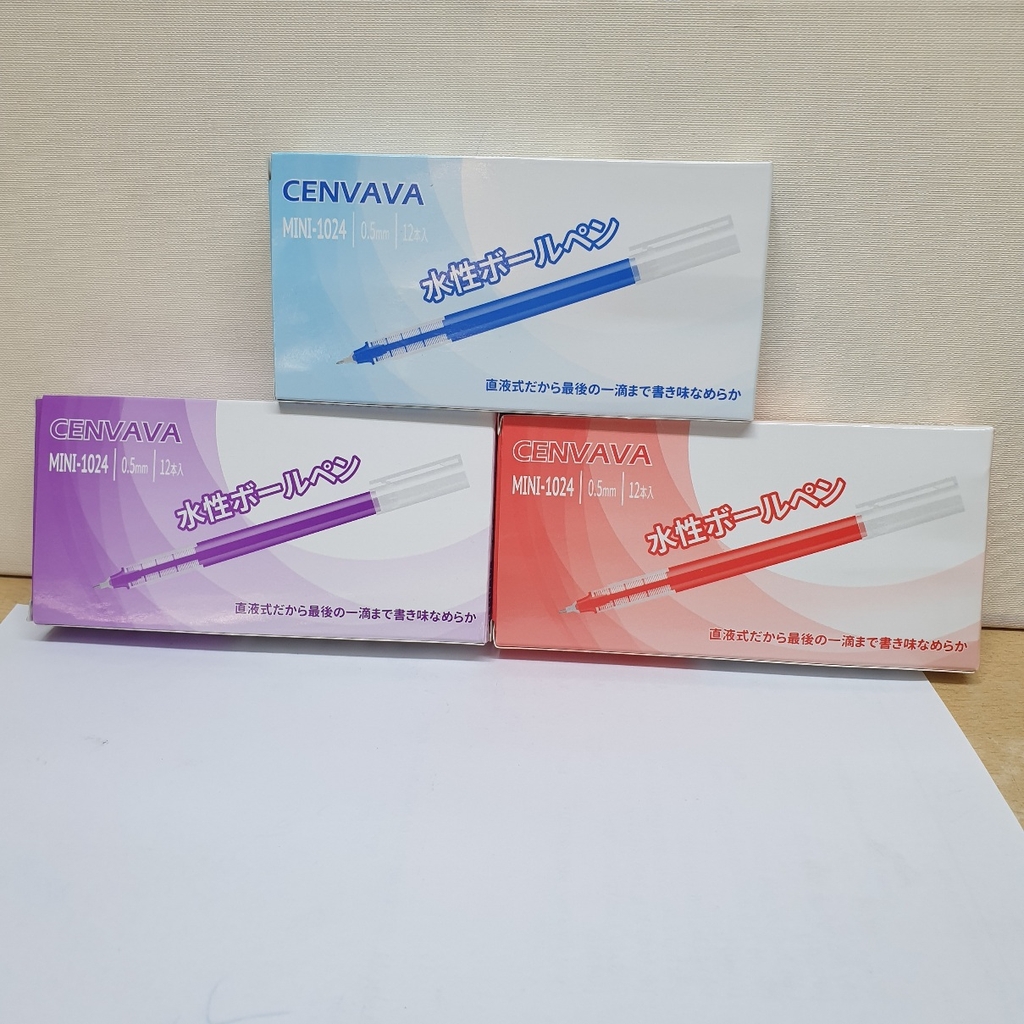 CENVAVA
MINI-1024 0.5mm 12本入
水性ボールペン
直液式だから最後の一滴まで書き味なめらか
CENVAVA
MINI-1024 0.5mm 12本入
水性ボールペン
直液式だから最後の一滴まで書き味なめらか
CENVAVA
MINI-1024 0.5mm 12本入
水性ボールペン
直液式だから最後の一滴まで書き味なめらか